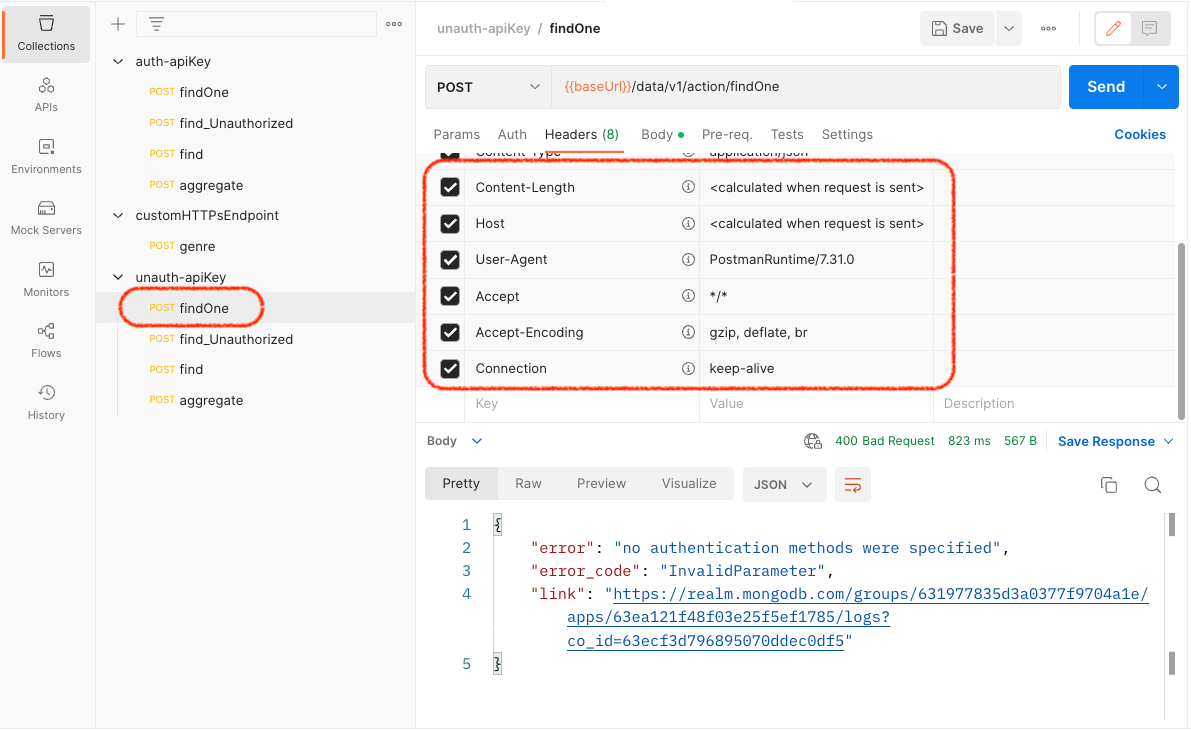 Collections
APIs
Environments
Mock Servers
Monitors
Flows
History
auth-apiKey
POST findOne
POST find_Unauthorized
POST find
POST aggregate
customHTTPsEndpoint
POST genre
unauth-apiKey
POST findOne
POST find_Unauthorized
POST find
POST aggregate
unauth-apiKey / findOne
Save
POST {{baseUrl}}/data/v1/action/findOne Send
Params Auth Headers (8) Body Pre-req. Tests Settings Cookies
Content-Type application/json
Content-Length <calculated when request is sent>
Host <calculated when request is sent>
User-Agent PostmanRuntime/7.31.0
Accept */*
Accept-Encoding gzip, deflate, br
Connection keep-alive
Key Value Description
Body 400 Bad Request 823 ms 567 B Save Response
Pretty Raw Preview Visualize JSON
1 {
2 "error": "no authentication methods were specified",
3 "error_code": "InvalidParameter",
4 "link": "https://realm.mongodb.com/groups/631977835d3a0377f9704a1e/
apps/63ea121f48f03e25f5ef1785/logs?
co_id=63ecf3d796895070ddec0df5"
5 }